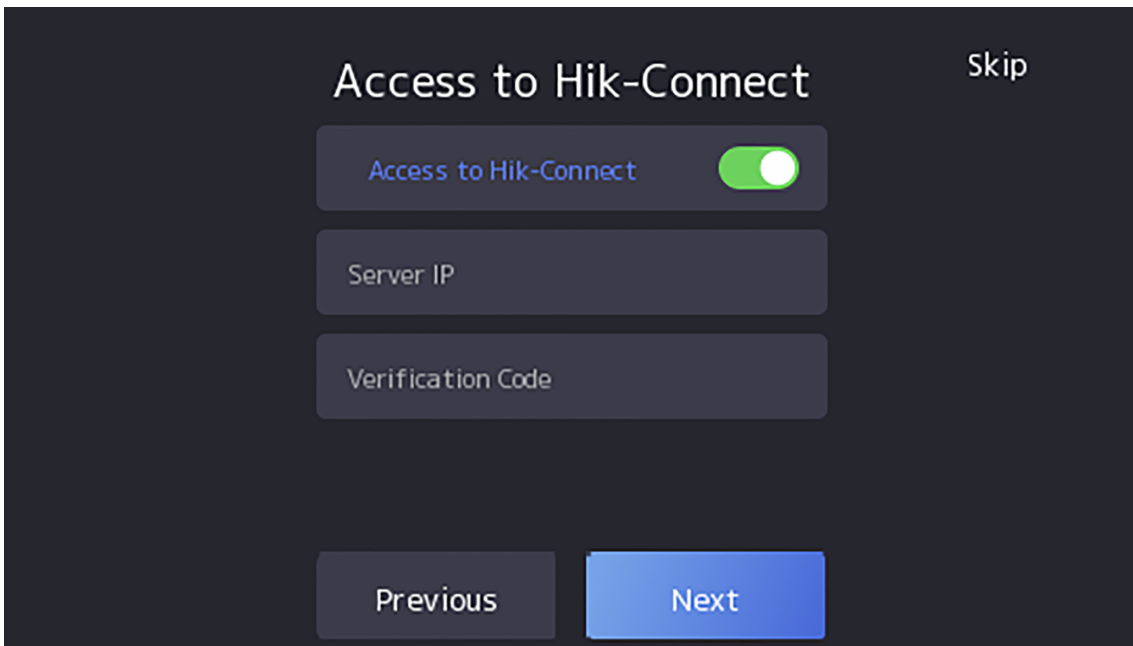 Skip
Access to Hik-Connect
Access to Hik-Connect
Server IP
Verification Code
Previous
Next